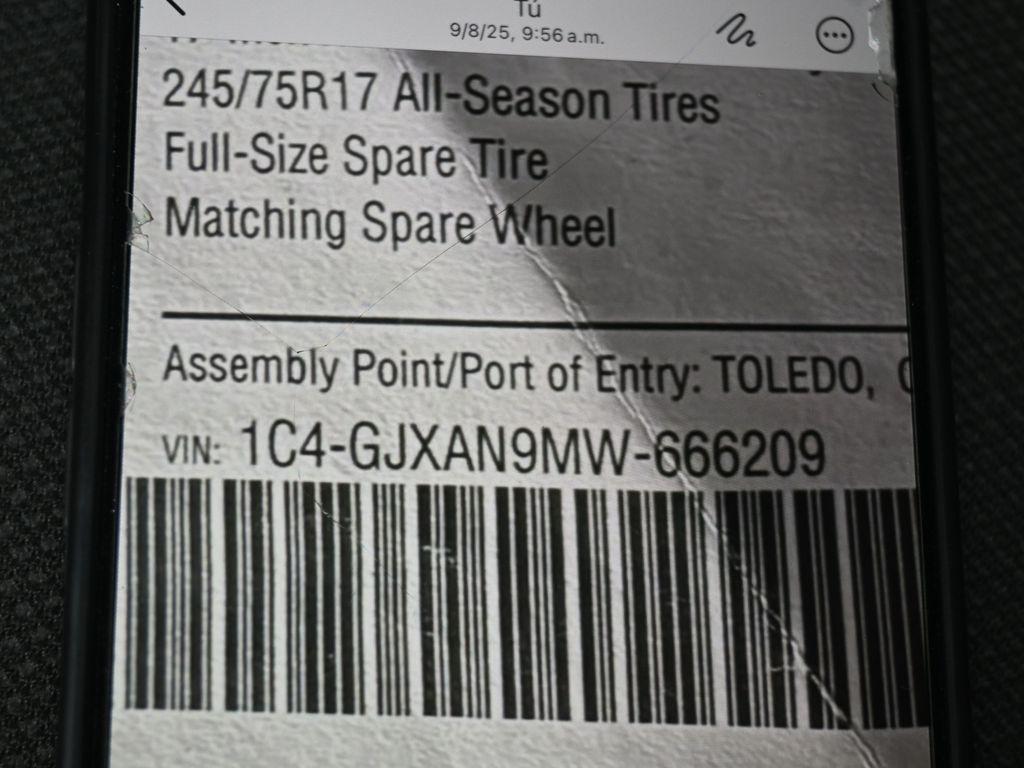 Tú
9/8/25, 9:56 a.m.
245/75R17 All-Season Tires
Full-Size Spare Tire
Matching Spare Wheel
Assembly Point/Port of Entry: TOLEDO,
VIN: 1C4-GJXAN9MW-666209